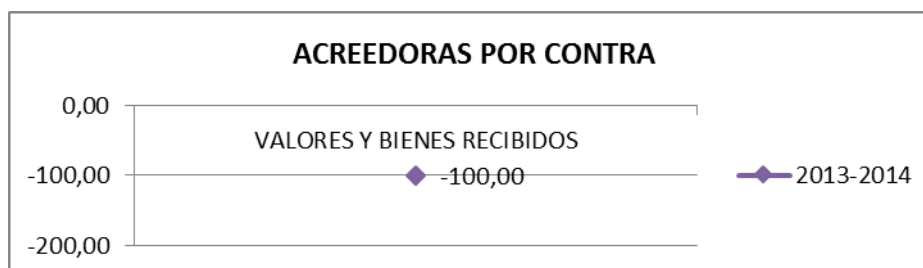 ACREEDORAS POR CONTRA
0,00
VALORES Y BIENES RECIBIDOS
-100,00
-100,00
2013-2014
-200,00